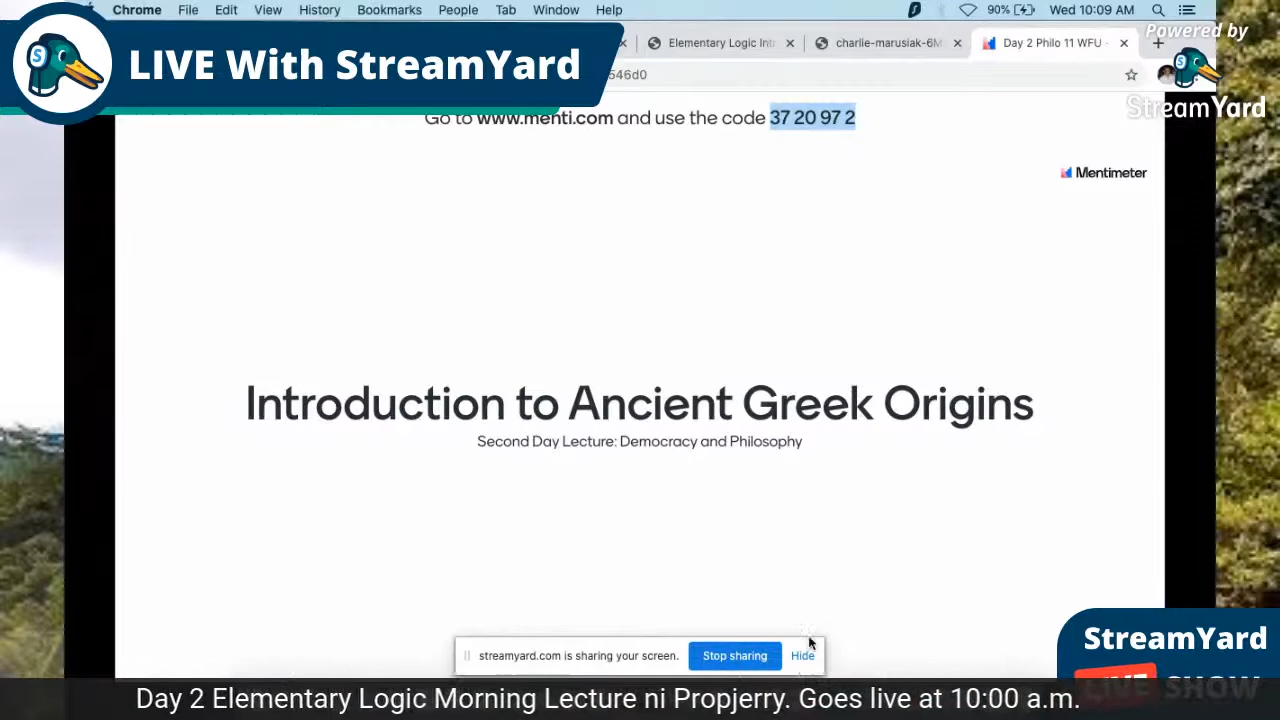 Chrome File Edit View History Bookmarks People Tab Window Help 90% Wed 10:09 AM
Powered by
StreamYard
LIVE With StreamYard
Elementary Logic Int
charlie-marusiak-6M
Day 2 Philo 11 WFU -
546d0
Go to www.menti.com and use the code 37 20 97 2
Mentimeter
Introduction to Ancient Greek Origins
Second Day Lecture: Democracy and Philosophy
streamyard.com is sharing your screen. Stop sharing Hide
StreamYard
LIVE SHOW
Day 2 Elementary Logic Morning Lecture ni Propjerry. Goes live at 10:00 a.m.